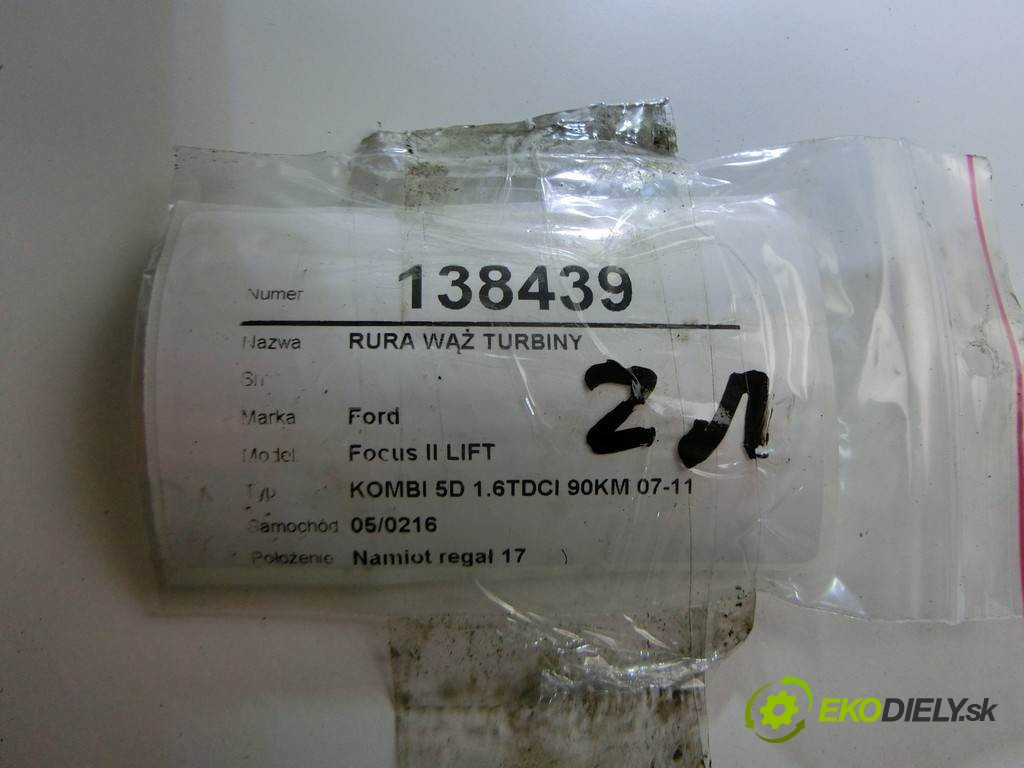 Numer 138439
Nazwa RURA WĄŻ TURBINY
Marka Ford
Model Focus II LIFT
Typ KOMBI 5D 1.6TDCI 90KM 07-11
Samochód 05/0216
Położenie Namiot regał 17
EKODIELY.sk